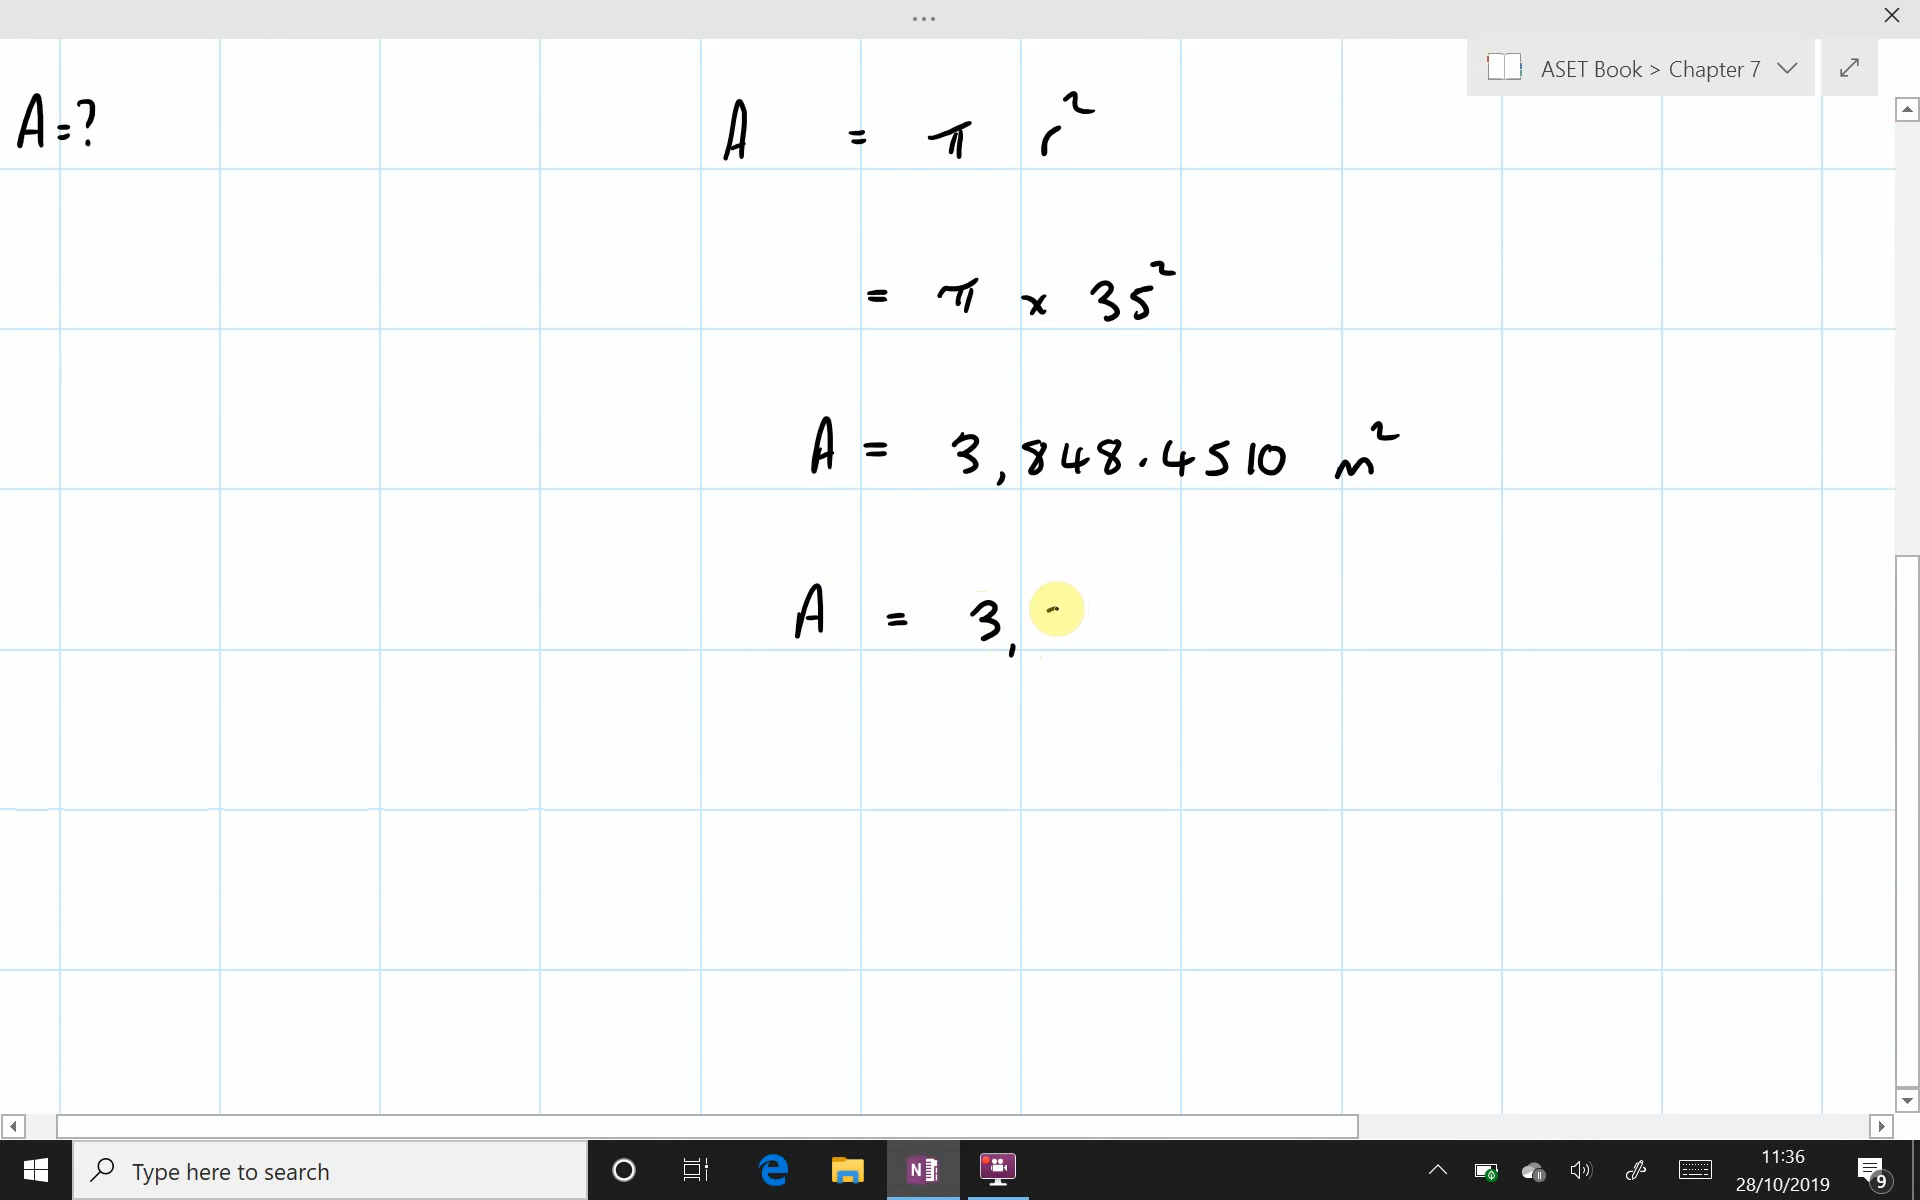 ASET Book > Chapter 7
A=?
A = π r²
= π x 35²
A = 3,848.4510 m²
A = 3,
Type here to search
11:36
28/10/2019
9